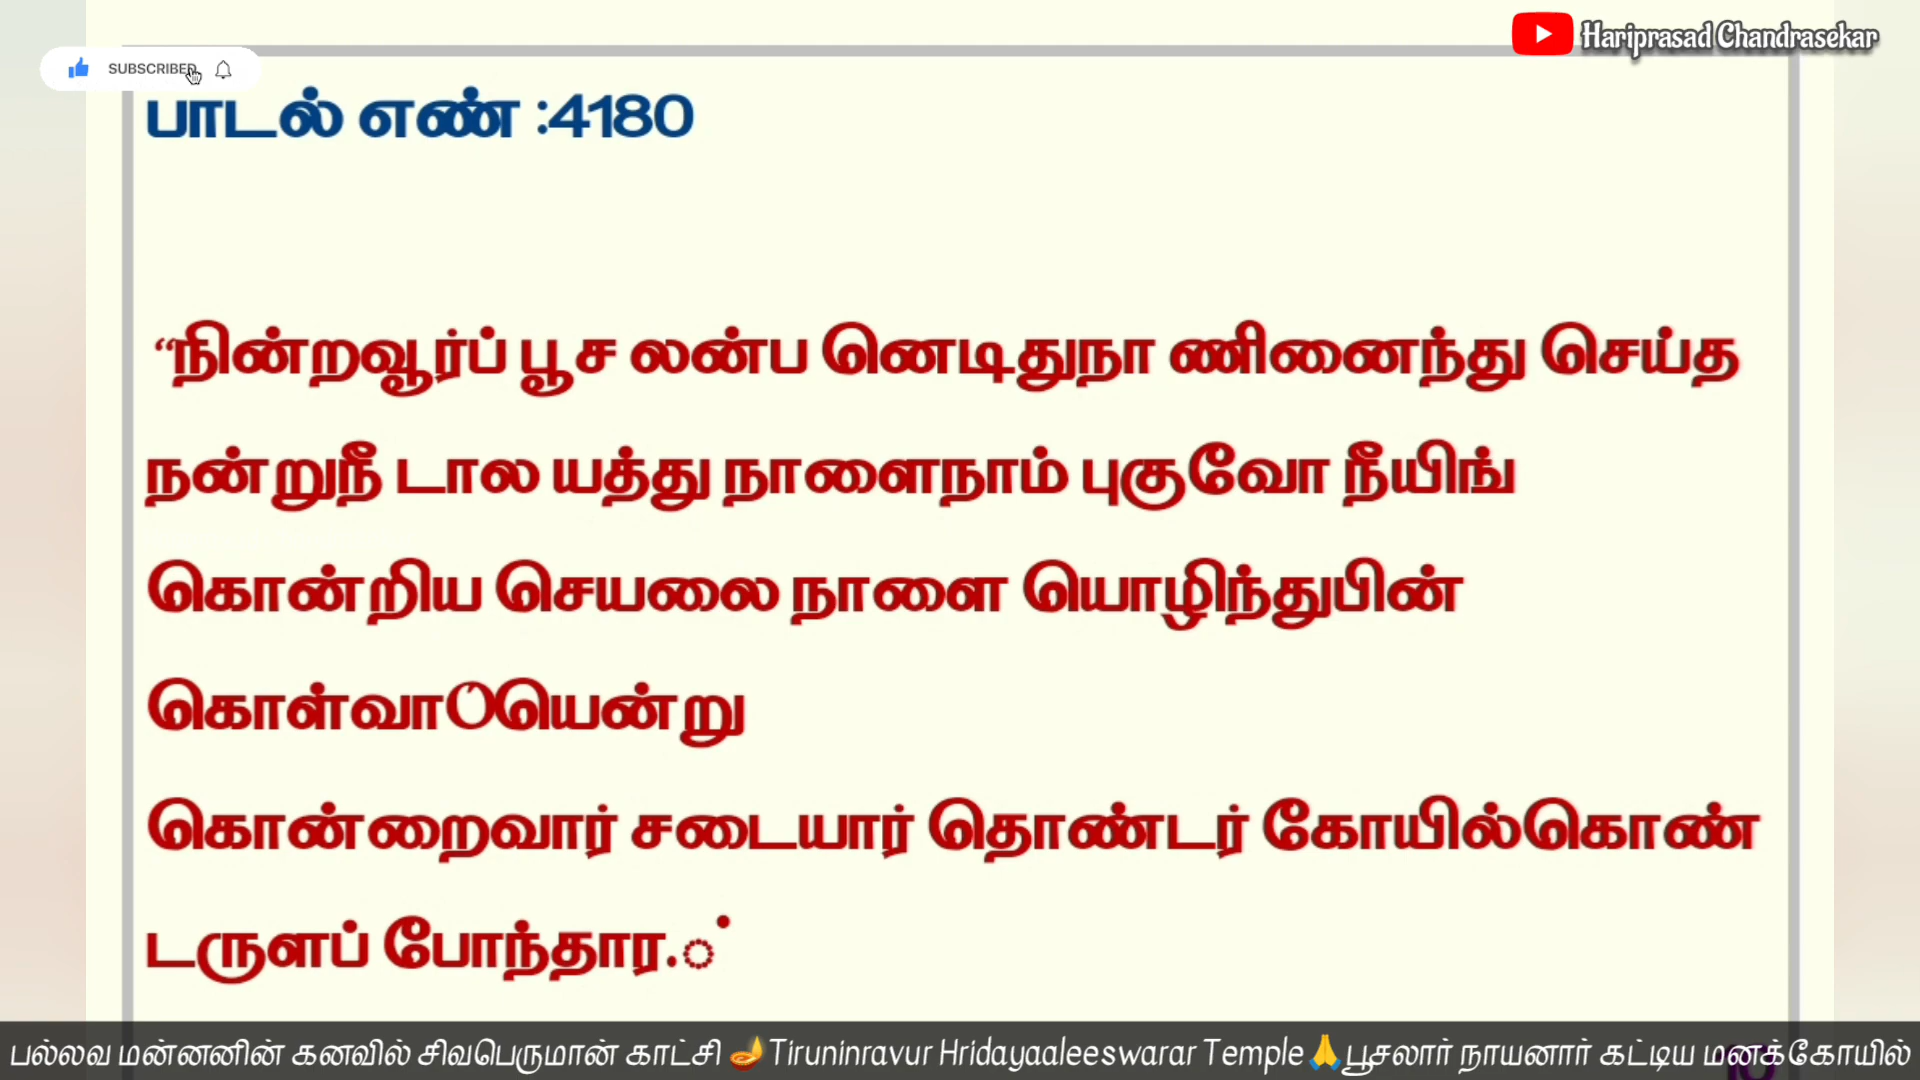 Hariprasad Chandrasekar
SUBSCRIBED
பாடல் எண் :4180
“நின்றவூர்ப் பூச லன்ப னெடிதுநா ணினைந்து செய்த
நன்றுநீ டால யத்து நாளைநாம் புகுவோ நீயிங்
கொன்றிய செயலை நாளை யொழிந்துபின்
கொள்வா੦்யென்று
கொன்றைவார் சடையார் தொண்டர் கோயில்கொண்
டருளப் போந்தார.்
பல்லவ மன்னனின் கனவில் சிவபெருமான் காட்சி 🪔Tiruninravur Hridayaaleeswarar Temple🙏பூசலார் நாயனார் கட்டிய மனக்கோயில்